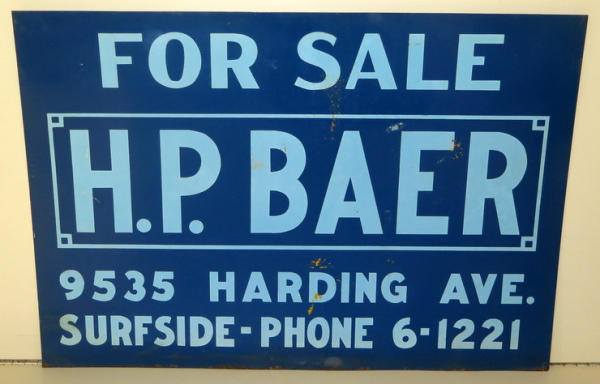 FOR SALE
H.P. BAER
9535 HARDING AVE.
SURFSIDE-PHONE 6-1221